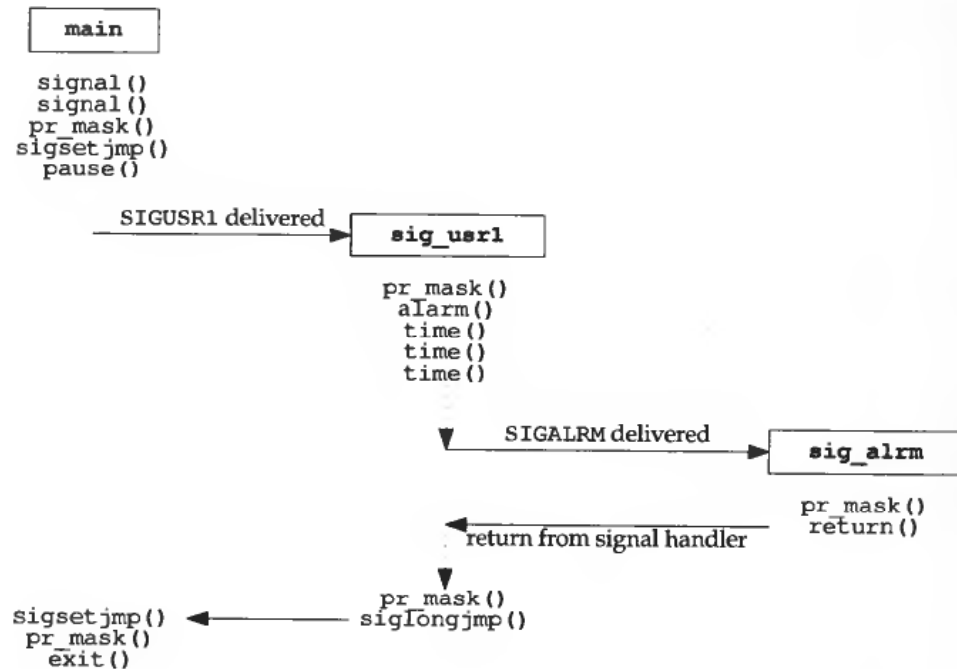 main
signal()
signal()
pr_mask()
sigsetjmp()
pause()
SIGUSR1 delivered
sig_usr1
pr_mask()
alarm()
time()
time()
time()
SIGALRM delivered
sig_alrm
pr_mask()
return()
return from signal handler
pr_mask()
siglongjmp()
sigsetjmp()
pr_mask()
exit()